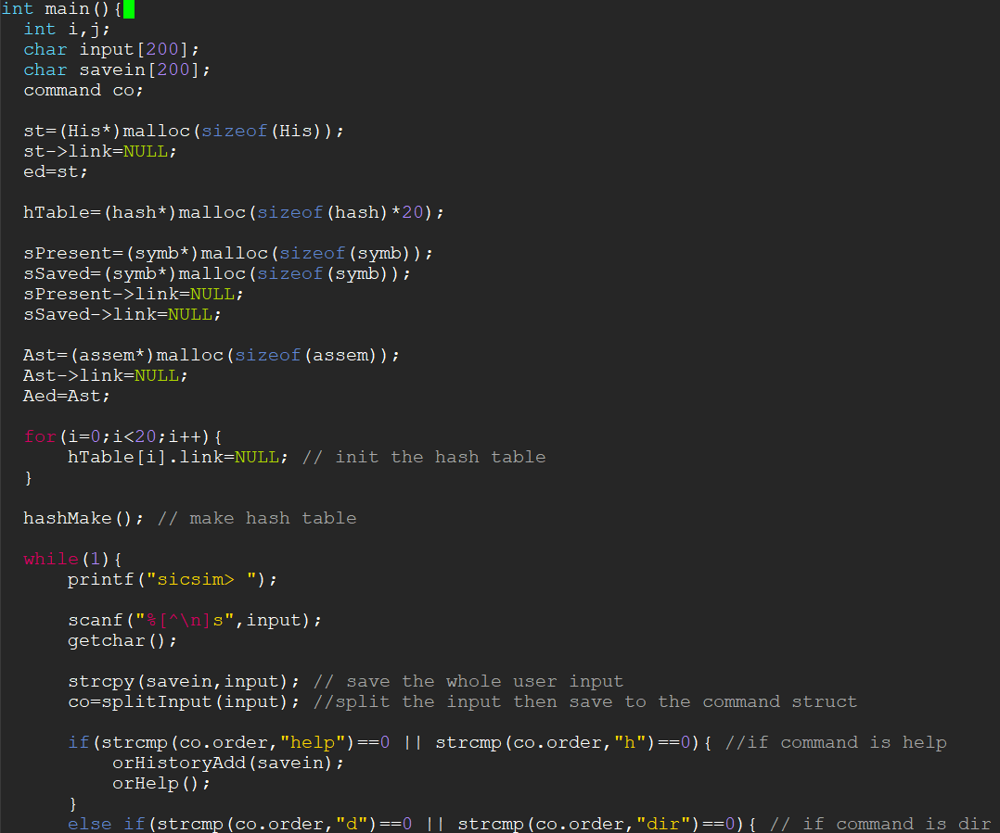 int main(){
  int i,j;
  char input[200];
  char savein[200];
  command co;

  st=(His*)malloc(sizeof(His));
  st->link=NULL;
  ed=st;

  hTable=(hash*)malloc(sizeof(hash)*20);

  sPresent=(symb*)malloc(sizeof(symb));
  sSaved=(symb*)malloc(sizeof(symb));
  sPresent->link=NULL;
  sSaved->link=NULL;

  Ast=(assem*)malloc(sizeof(assem));
  Ast->link=NULL;
  Aed=Ast;

  for(i=0;i<20;i++){
      hTable[i].link=NULL; // init the hash table
  }

  hashMake(); // make hash table

  while(1){
      printf("sicsim> ");

      scanf("%[^\n]s",input);
      getchar();

      strcpy(savein,input); // save the whole user input
      co=splitInput(input); //split the input then save to the command struct

      if(strcmp(co.order,"help")==0 || strcmp(co.order,"h")==0){ //if command is help
          orHistoryAdd(savein);
          orHelp();
      }
      else if(strcmp(co.order,"d")==0 || strcmp(co.order,"dir")==0){ // if command is dir